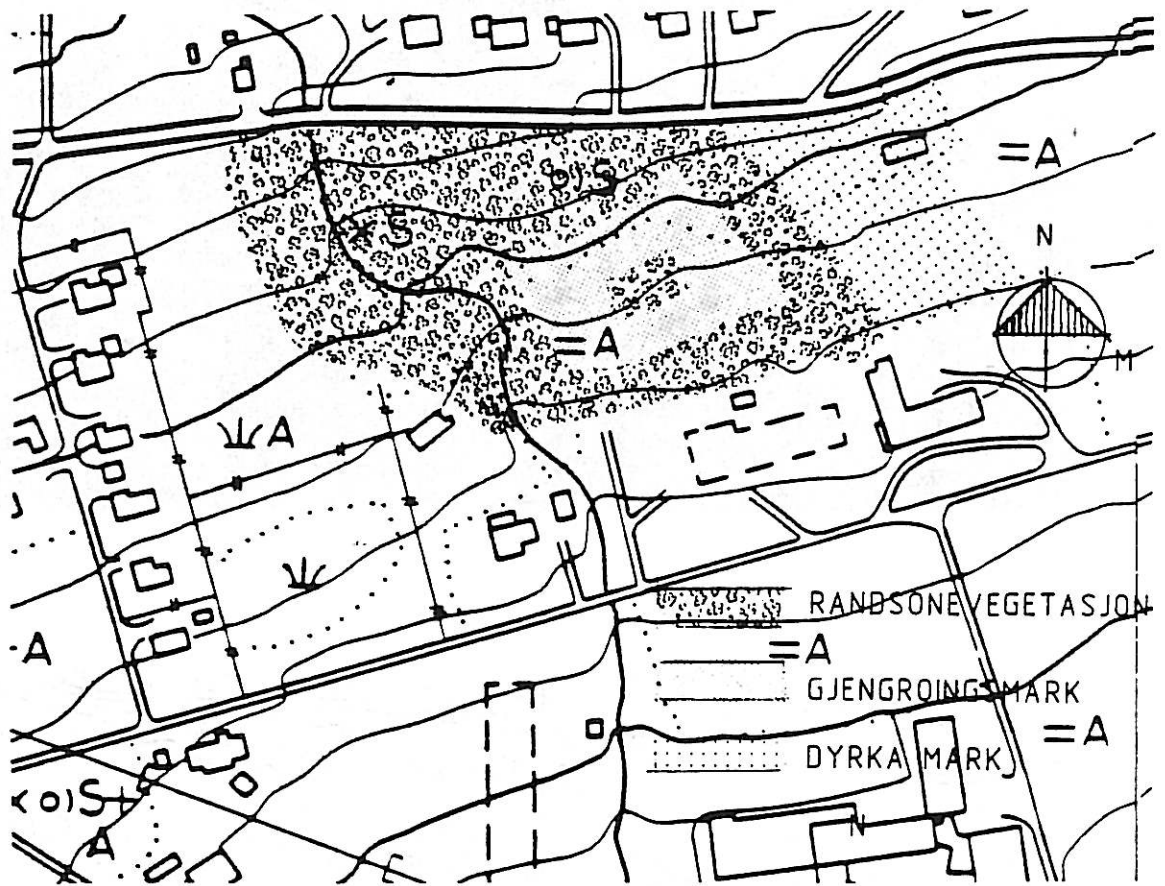 O)S
=A
*S
N
=A
M
A
RANDSONEVEGETASJON
A
=A
GJENGROINGSMARK
=A
DYRKA MARK
O)S
A
N